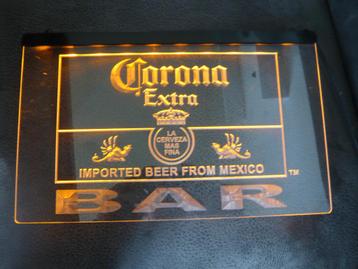 Corona
Extra
LA
CERVEZA
MAS
FINA
IMPORTED BEER FROM MEXICO
TM
BAR